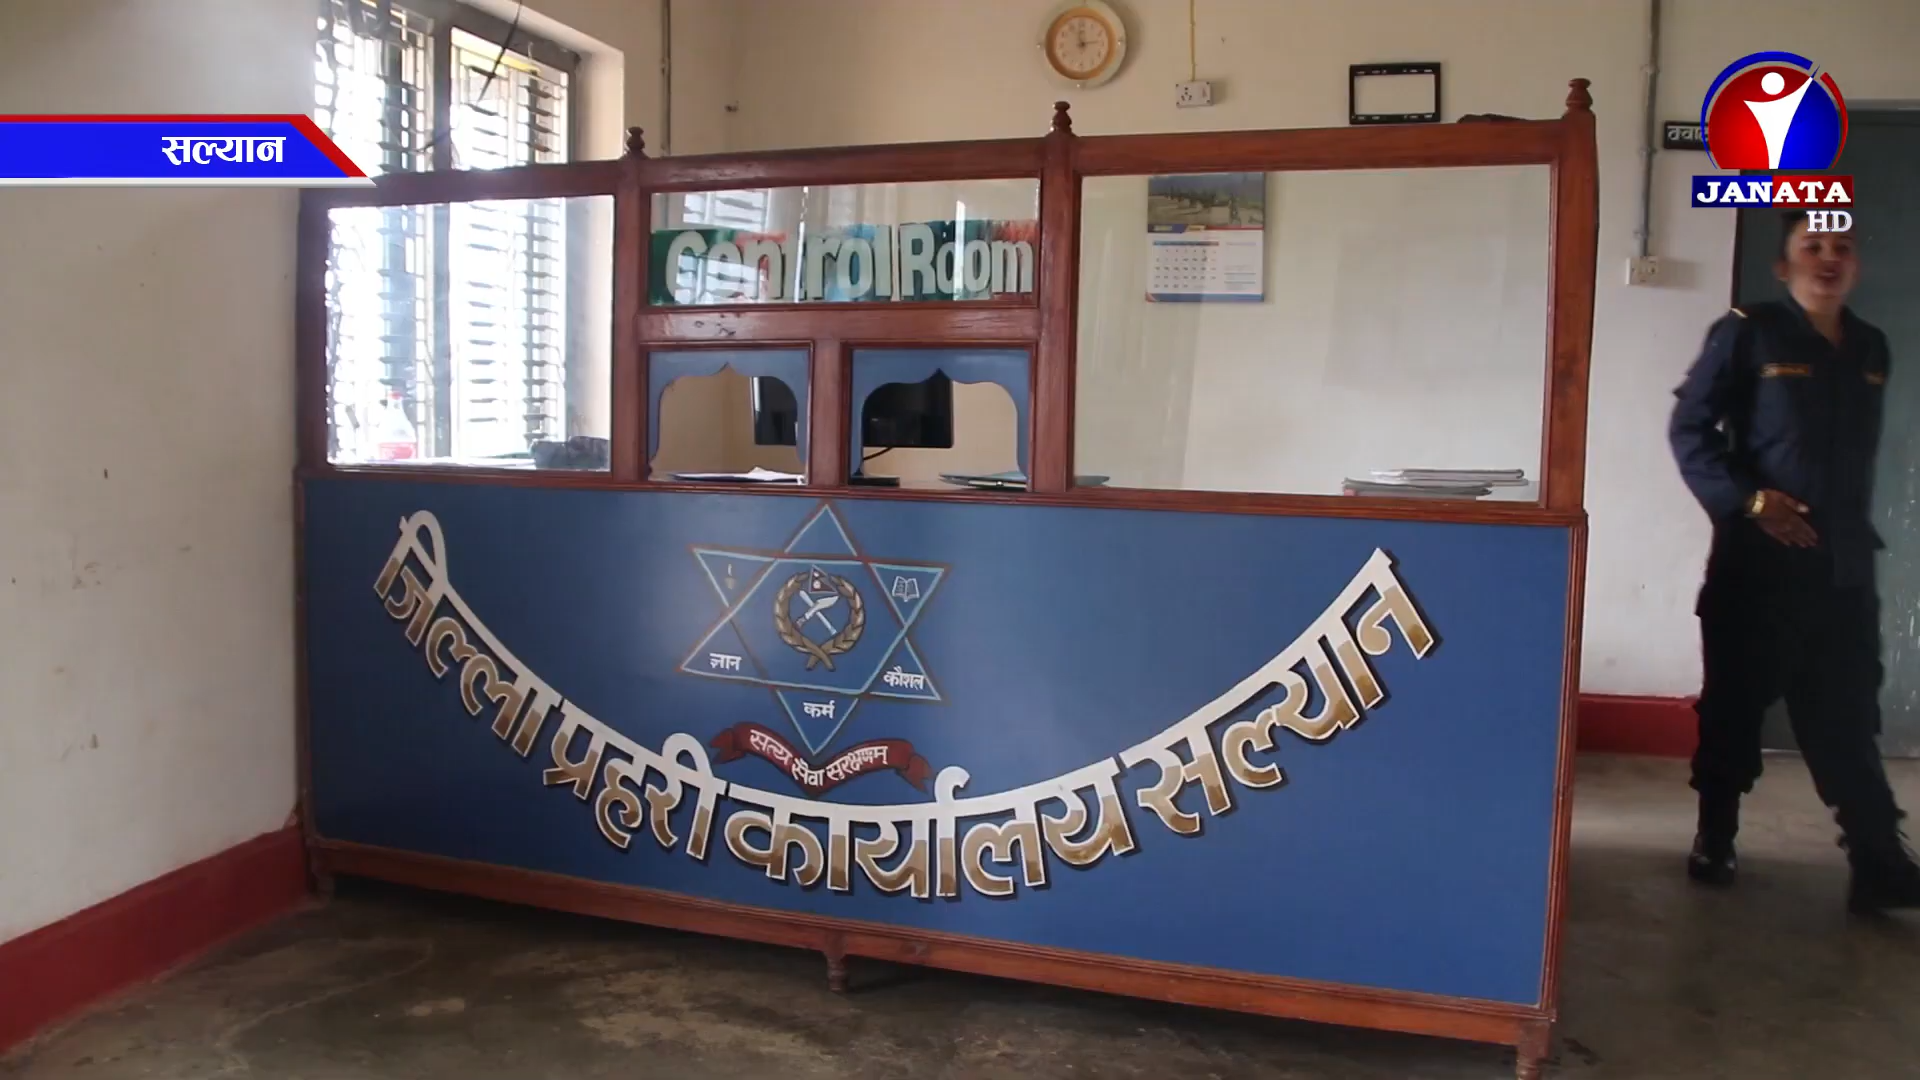 सल्यान
JANATA
HD
Control Room
ज्ञान
कौशल
कर्म
सत्य सेवा सुरक्षणम्
जिल्ला प्रहरी कार्यालय सल्यान